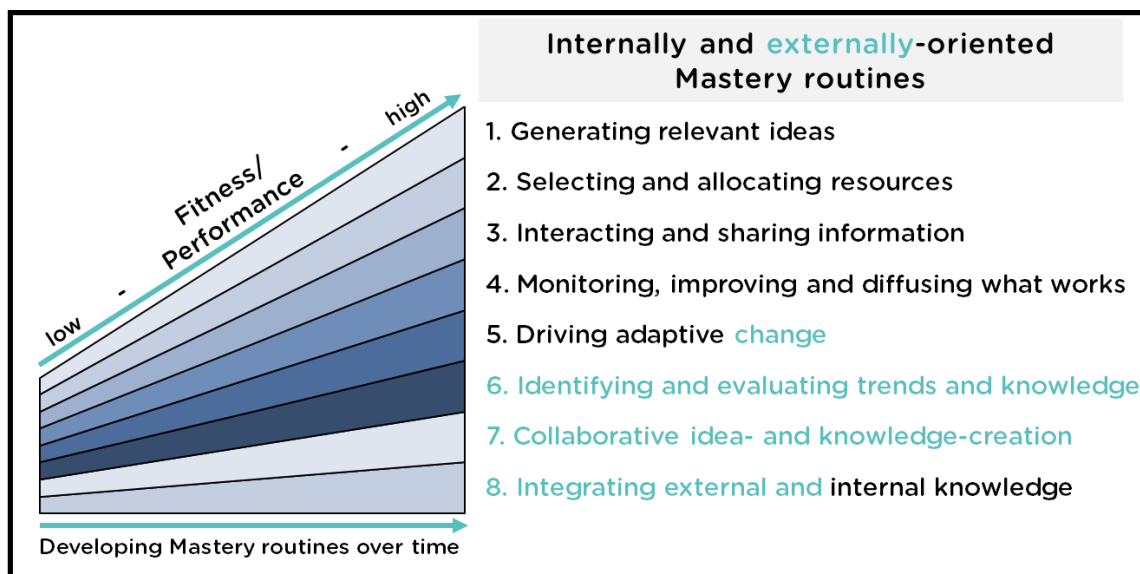 Internally and externally-oriented
Mastery routines
high
-
Fitness/
Performance
-
low
1. Generating relevant ideas
2. Selecting and allocating resources
3. Interacting and sharing information
4. Monitoring, improving and diffusing what works
5. Driving adaptive change
6. Identifying and evaluating trends and knowledge
7. Collaborative idea- and knowledge-creation
8. Integrating external and internal knowledge
Developing Mastery routines over time